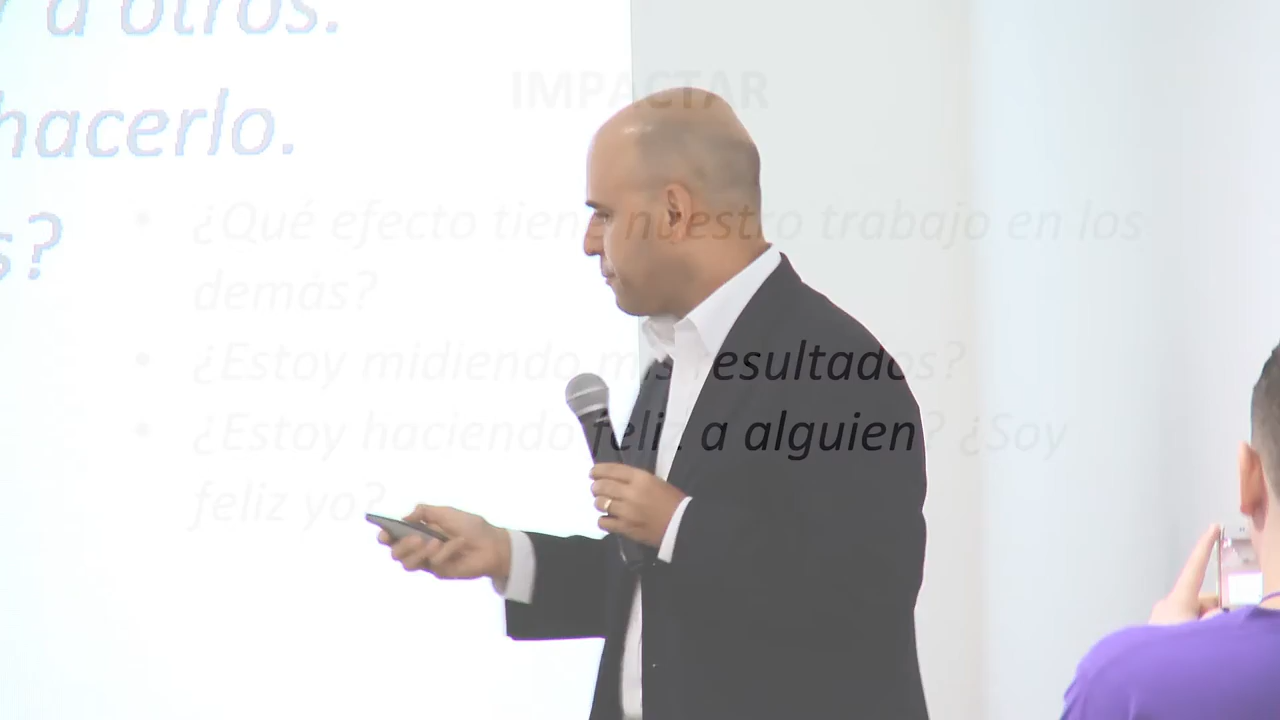 a otros.
hacerlo.
s?
IMPACTAR
• ¿Qué efecto tiene nuestro trabajo en los
demás?
• ¿Estoy midiendo mis resultados?
• ¿Estoy haciendo feliz a alguien? ¿Soy
feliz yo?